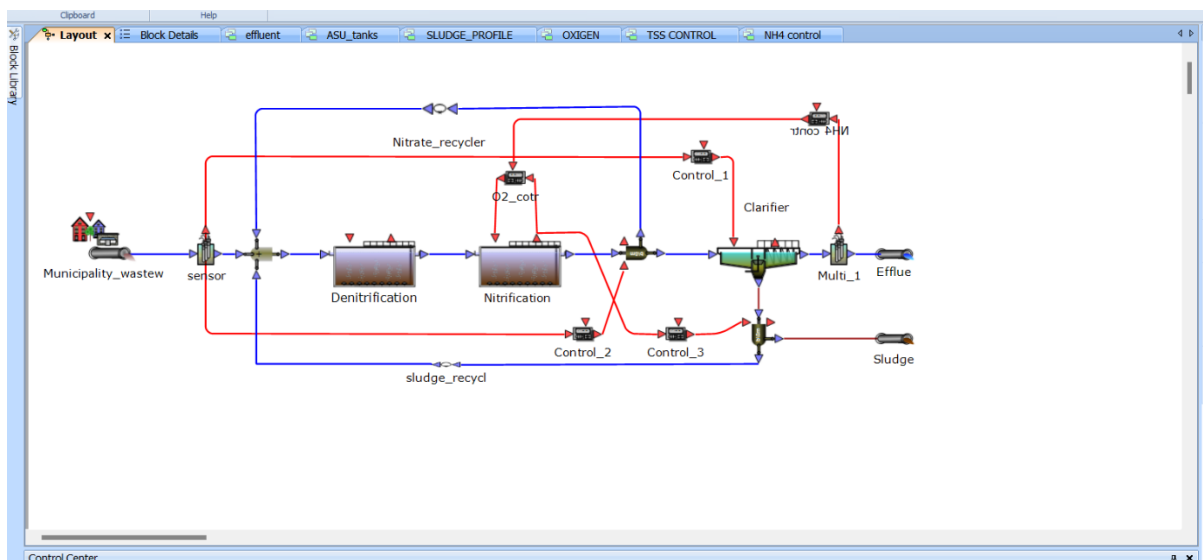 Clipboard Help
Layout x Block Details effluent ASU_tanks SLUDGE_PROFILE OXIGEN TSS CONTROL NH4 control
Block Library
Nitrate_recycler
NH4 contr
Control_1
O2_cotr
Clarifier
Municipality_wastew
sensor
Denitrification
Nitrification
Multi_1
Efflue
Control_2
Control_3
Sludge
sludge_recycl
Control Center